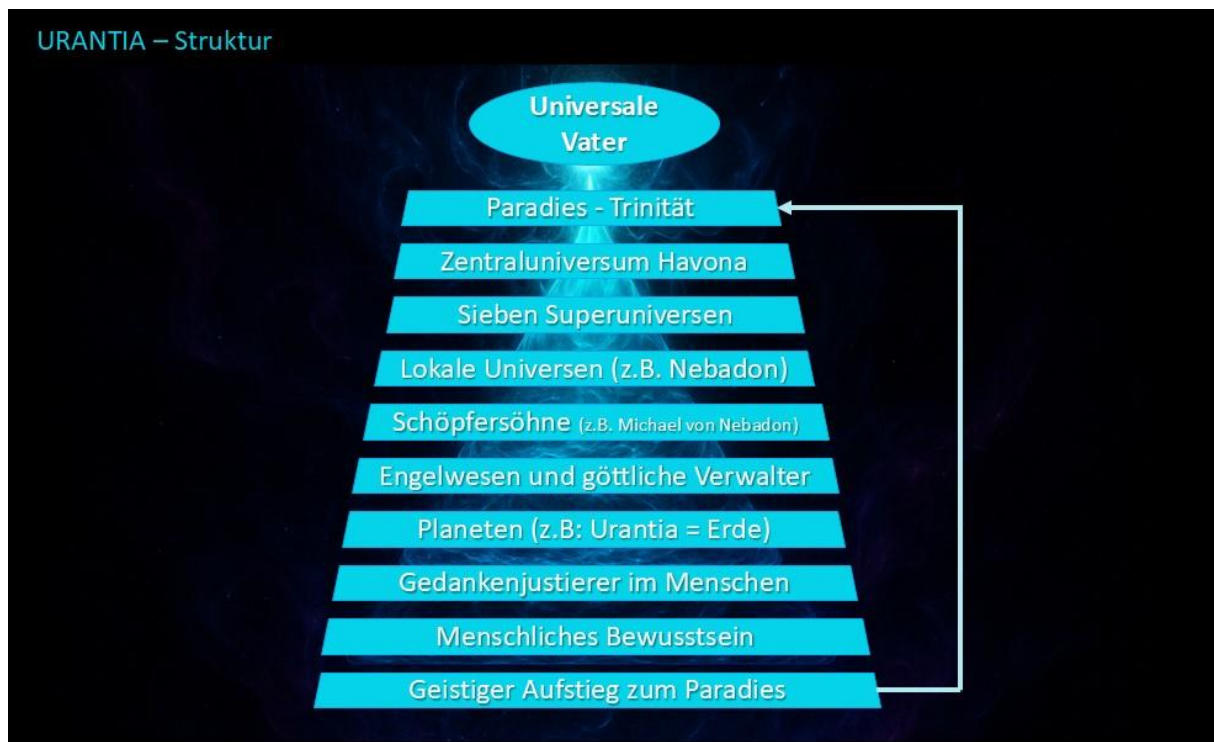 URANTIA – Struktur
Universale
Vater
Paradies - Trinität
Zentraluniversum Havona
Sieben Superuniversen
Lokale Universen (z.B. Nebadon)
Schöpfersöhne (z.B. Michael von Nebadon)
Engelwesen und göttliche Verwalter
Planeten (z.B: Urantia = Erde)
Gedankenjustierer im Menschen
Menschliches Bewusstsein
Geistiger Aufstieg zum Paradies